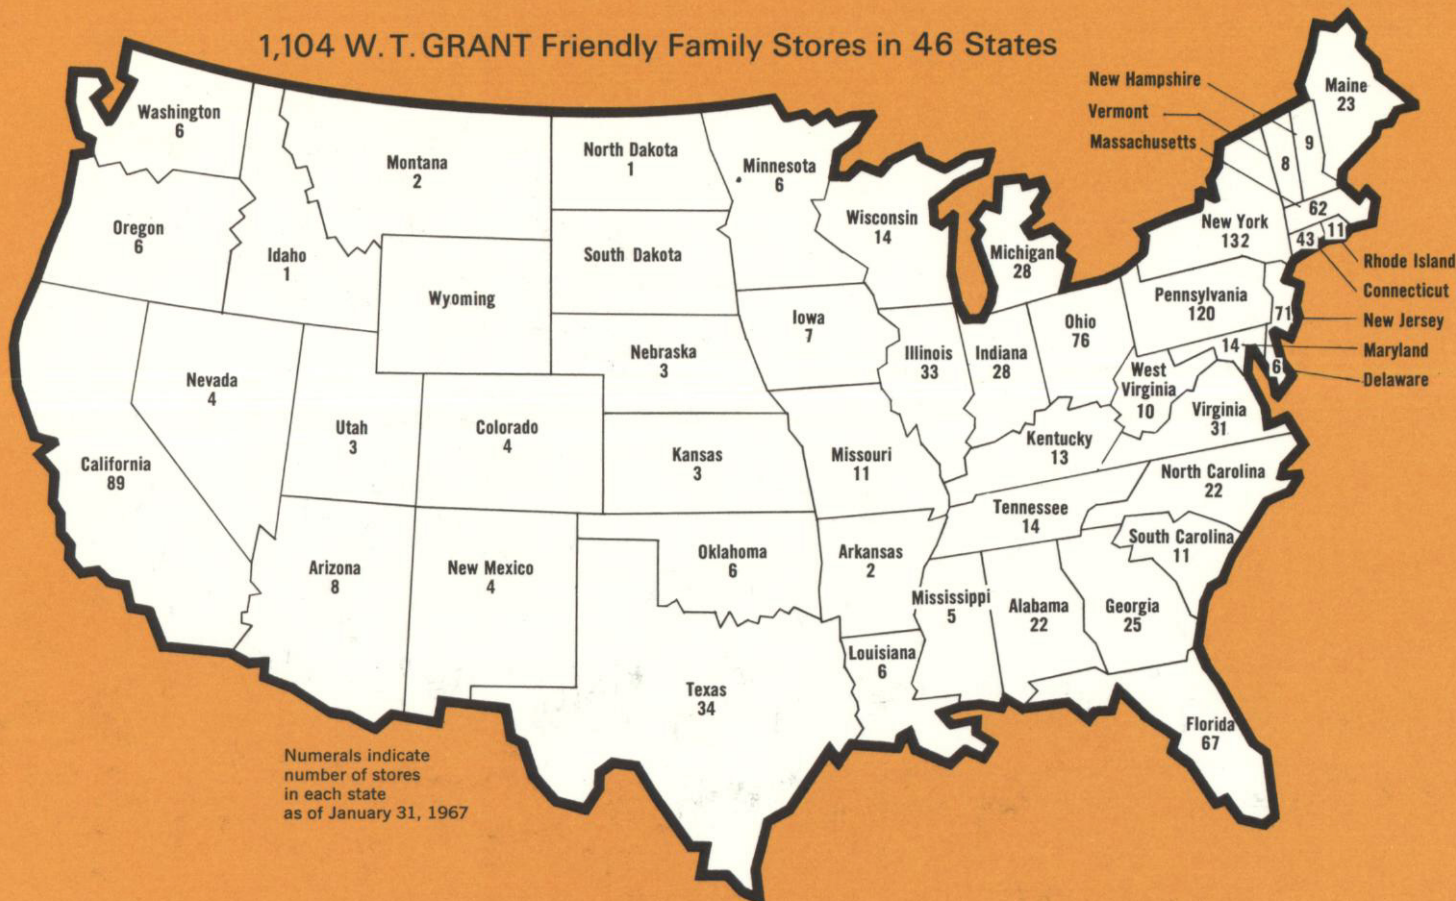 1,104 W. T. GRANT Friendly Family Stores in 46 States
New Hampshire
Vermont
Massachusetts
Maine
23
9
8
62
Washington
6
Montana
2
North Dakota
1
Minnesota
6
Oregon
6
Idaho
1
Wyoming
South Dakota
Wisconsin
14
Michigan
28
New York
132
43
11
Rhode Island
Connecticut
New Jersey
Maryland
Delaware
Pennsylvania
120
71
14
6
Nevada
4
Utah
3
Colorado
4
Nebraska
3
Iowa
7
Illinois
33
Indiana
28
Ohio
76
West
Virginia
10
Virginia
31
California
89
Kansas
3
Missouri
11
Kentucky
13
North Carolina
22
Tennessee
14
South Carolina
11
Arizona
8
New Mexico
4
Oklahoma
6
Arkansas
2
Mississippi
5
Alabama
22
Georgia
25
Louisiana
6
Texas
34
Florida
67
Numerals indicate
number of stores
in each state
as of January 31, 1967